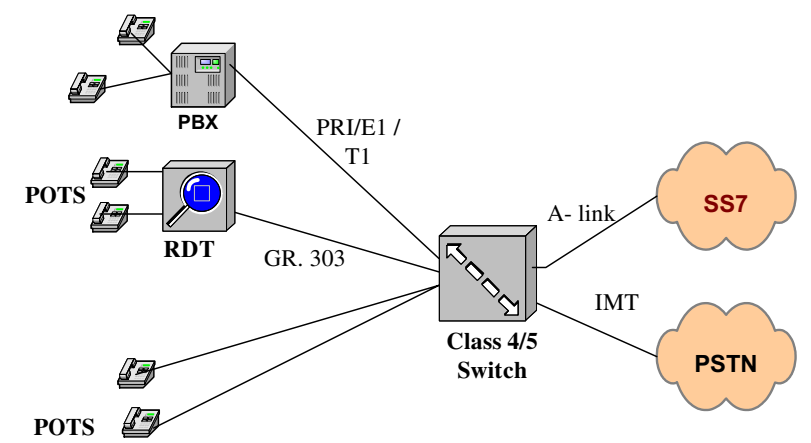 PBX
PRI/E1 /
T1
POTS
RDT
GR. 303
A- link
SS7
IMT
Class 4/5
Switch
PSTN
POTS